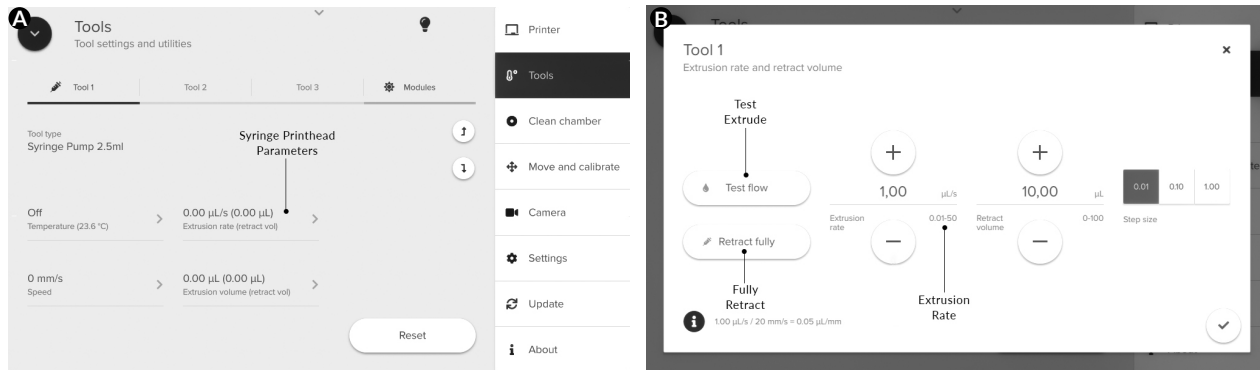 A
Tools
Tool settings and utilities
Tool 1
Tool 2
Tool 3
Modules
Tool type
Syringe Pump 2.5ml
Syringe Printhead
Parameters
Off
Temperature (23.6 °C)
0.00 µL/s (0.00 µL)
Extrusion rate (retract vol)
0 mm/s
Speed
0.00 µL (0.00 µL)
Extrusion volume (retract vol)
Reset
Printer
Tools
Clean chamber
Move and calibrate
Camera
Settings
Update
About
B
Tools
Tool 1
Extrusion rate and retract volume
Test
Extrude
Test flow
Retract fully
Fully
Retract
1,00 µL/s
Extrusion
rate
0.01-50
Extrusion
Rate
10,00 µL
Retract
volume
0-100
0.01 0.10 1.00
Step size
1.00 µL/s / 20 mm/s = 0.05 µL/mm